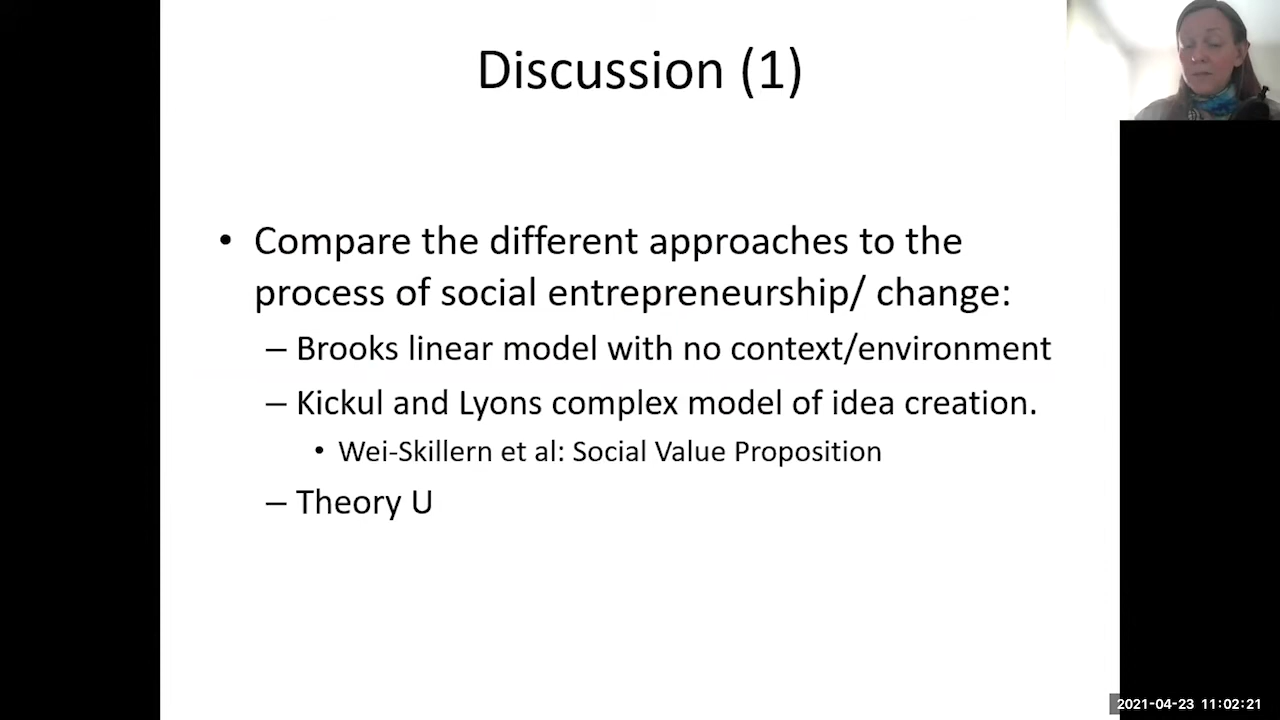 Discussion (1)
• Compare the different approaches to the
process of social entrepreneurship/ change:
– Brooks linear model with no context/environment
– Kickul and Lyons complex model of idea creation.
• Wei-Skillern et al: Social Value Proposition
– Theory U
2021-04-23 11:02:21